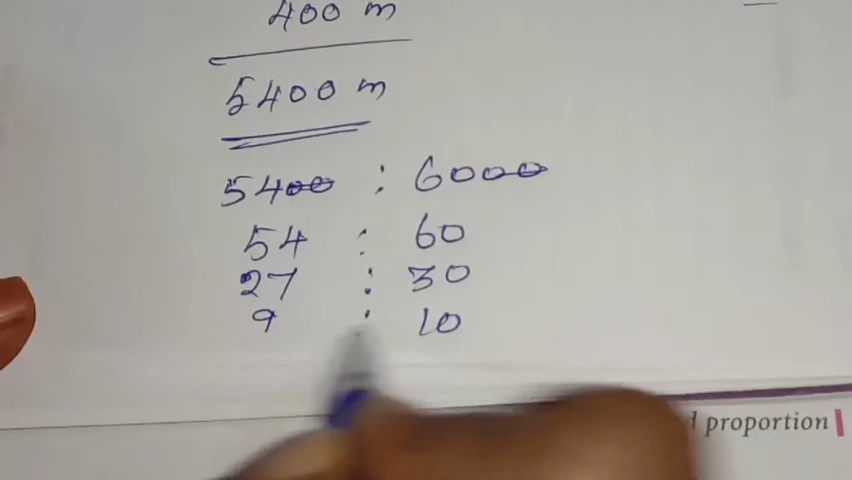 400 m
5400 m
5400 : 6000
54 : 60
27 : 30
9 : 10
proportion